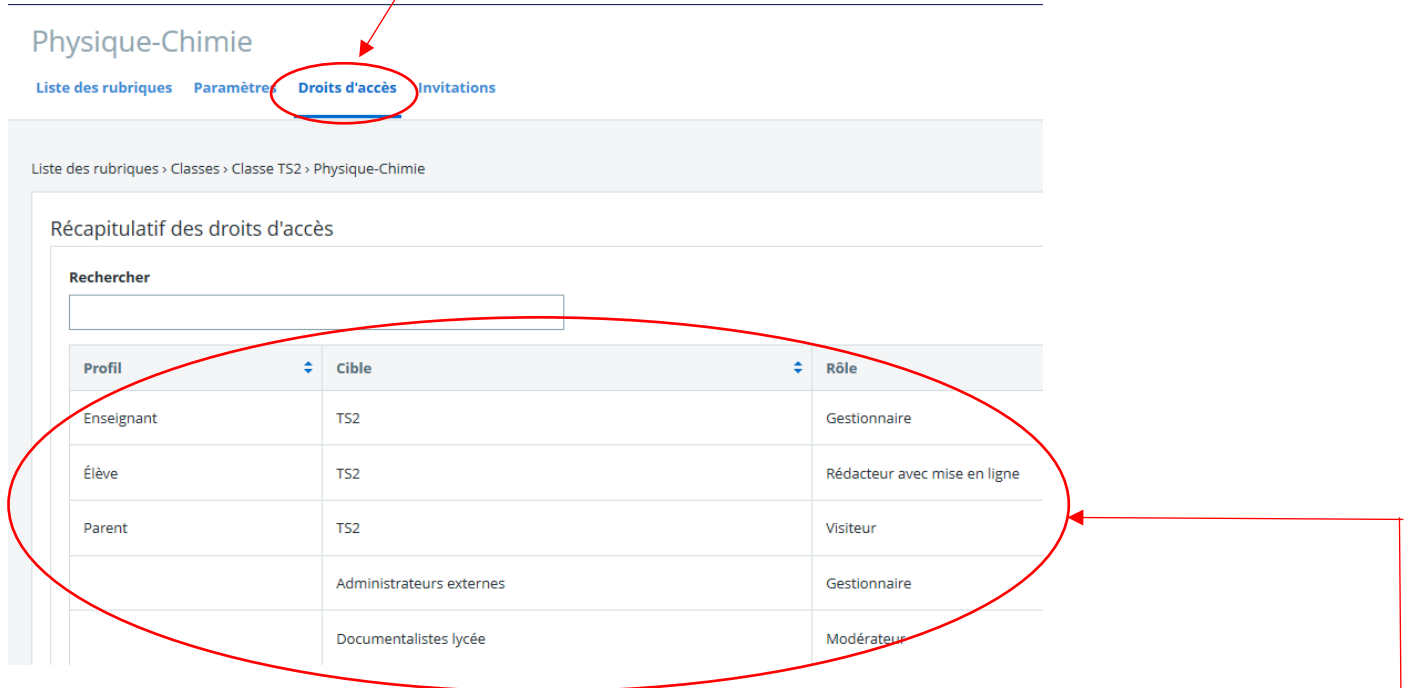 Physique-Chimie
Liste des rubriques Paramètres Droits d'accès Invitations
Liste des rubriques › Classes › Classe TS2 › Physique-Chimie
Récapitulatif des droits d'accès
Rechercher
Profil Cible Rôle
Enseignant TS2 Gestionnaire
Élève TS2 Rédacteur avec mise en ligne
Parent TS2 Visiteur
Administrateurs externes Gestionnaire
Documentalistes lycée Modérateur